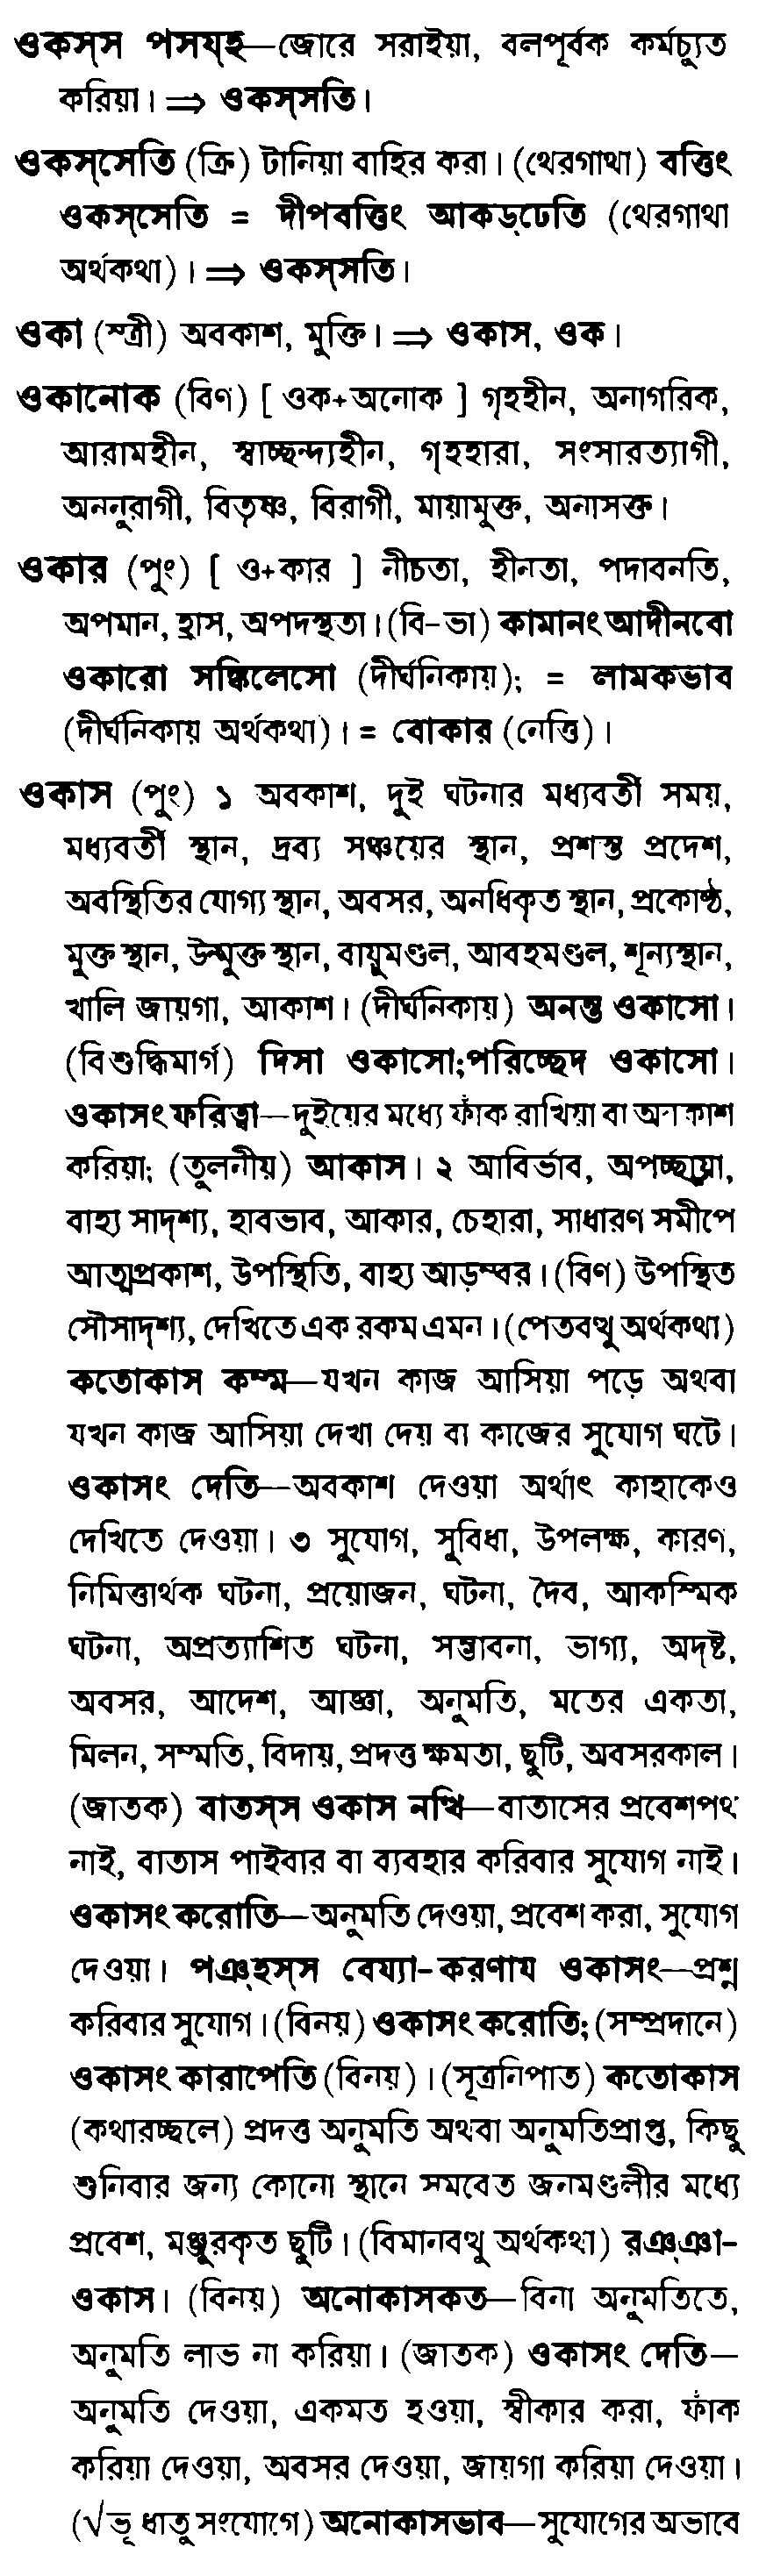 ওকস্স পসয্হ—জোরে সরাইয়া, বলপূর্বক কর্মচ্যুত
করিয়া। ⇒ ওকস্সতি।
ওকস্সেতি (ক্রি) টানিয়া বাহির করা। (থেরগাথা) বত্তিং
ওকস্সেতি = দীপবত্তিং আকড্ঢেতি (থেরগাথা
অর্থকথা)। ⇒ ওকস্সতি।
ওকা (স্ত্রী) অবকাশ, মুক্তি। ⇒ ওকাস, ওক।
ওকানোক (বিণ) [ ওক+অনোক ] গৃহহীন, অনাগরিক,
আরামহীন, স্বাচ্ছন্দ্যহীন, গৃহহারা, সংসারত্যাগী,
অননুরাগী, বিতৃষ্ণ, বিরাগী, মায়ামুক্ত, অনাসক্ত।
ওকার (পুং) [ ও+কার ] নীচতা, হীনতা, পদাবনতি,
অপমান, হ্রাস, অপদস্থতা। (বি-ভা) কামানং আদীনবো
ওকারো সঙ্কিলেসো (দীর্ঘনিকায়); = লামকভাব
(দীর্ঘনিকায় অর্থকথা)। = বোকার (নেত্তি)।
ওকাস (পুং) ১ অবকাশ, দুই ঘটনার মধ্যবর্তী সময়,
মধ্যবর্তী স্থান, দ্রব্য সঞ্চয়ের স্থান, প্রশস্ত প্রদেশ,
অবস্থিতির যোগ্য স্থান, অবসর, অনধিকৃত স্থান, প্রকোষ্ঠ,
মুক্ত স্থান, উন্মুক্ত স্থান, বায়ুমণ্ডল, আবহমণ্ডল, শূন্যস্থান,
খালি জায়গা, আকাশ। (দীর্ঘনিকায়) অনন্ত ওকাসো।
(বিশুদ্ধিমার্গ) দিসা ওকাসো;পরিচ্ছেদ ওকাসো।
ওকাসং ফরিত্বা—দুইয়ের মধ্যে ফাঁক রাখিয়া বা অবকাশ
করিয়া; (তুলনীয়) আকাস। ২ আবির্ভাব, অপচ্ছায়া,
বাহ্য সাদৃশ্য, হাবভাব, আকার, চেহারা, সাধারণ সমীপে
আত্মপ্রকাশ, উপস্থিতি, বাহ্য আড়ম্বর। (বিণ) উপস্থিত
সৌসাদৃশ্য, দেখিতে এক রকম এমন। (পেতবত্থু অর্থকথা)
কতোকাস কম্ম—যখন কাজ আসিয়া পড়ে অথবা
যখন কাজ আসিয়া দেখা দেয় বা কাজের সুযোগ ঘটে।
ওকাসং দেতি—অবকাশ দেওয়া অর্থাৎ কাহাকেও
দেখিতে দেওয়া। ৩ সুযোগ, সুবিধা, উপলক্ষ, কারণ,
নিমিত্তার্থক ঘটনা, প্রয়োজন, ঘটনা, দৈব, আকস্মিক
ঘটনা, অপ্রত্যাশিত ঘটনা, সম্ভাবনা, ভাগ্য, অদৃষ্ট,
অবসর, আদেশ, আজ্ঞা, অনুমতি, মতের একতা,
মিলন, সম্মতি, বিদায়, প্রদত্ত ক্ষমতা, ছুটি, অবসরকাল।
(জাতক) বাতস্স ওকাস নত্থি—বাতাসের প্রবেশপথ
নাই, বাতাস পাইবার বা ব্যবহার করিবার সুযোগ নাই।
ওকাসং করোতি—অনুমতি দেওয়া, প্রবেশ করা, সুযোগ
দেওয়া। পঞ্হস্স বেয্যা-করণায ওকাসং—প্রশ্ন
করিবার সুযোগ। (বিনয়) ওকাসং করোতি; (সম্প্রদানে)
ওকাসং কারাপেতি (বিনয়)। (সূত্রনিপাত) কতোকাস
(কথারচ্ছলে) প্রদত্ত অনুমতি অথবা অনুমতিপ্রাপ্ত, কিছু
শুনিবার জন্য কোনো স্থানে সমবেত জনমণ্ডলীর মধ্যে
প্রবেশ, মঞ্জুরকৃত ছুটি। (বিমানবত্থু অর্থকথা) রঞ্ঞা-
ওকাস। (বিনয়) অনোকাসকত—বিনা অনুমতিতে,
অনুমতি লাভ না করিয়া। (জাতক) ওকাসং দেতি—
অনুমতি দেওয়া, একমত হওয়া, স্বীকার করা, ফাঁক
করিয়া দেওয়া, অবসর দেওয়া, জায়গা করিয়া দেওয়া।
(√ভূ ধাতু সংযোগে) অনোকাসভাব—সুযোগের অভাবে